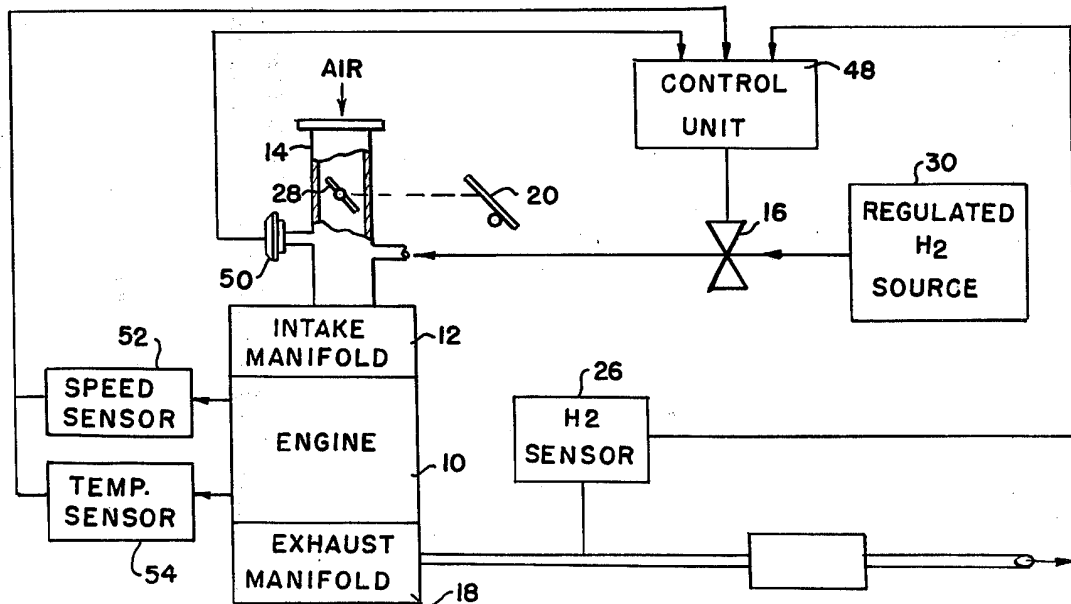 AIR
14
28
20
50
CONTROL
UNIT
48
16
30
REGULATED
H2
SOURCE
INTAKE
MANIFOLD
12
52
SPEED
SENSOR
ENGINE
10
26
H2
SENSOR
TEMP.
SENSOR
54
EXHAUST
MANIFOLD
18